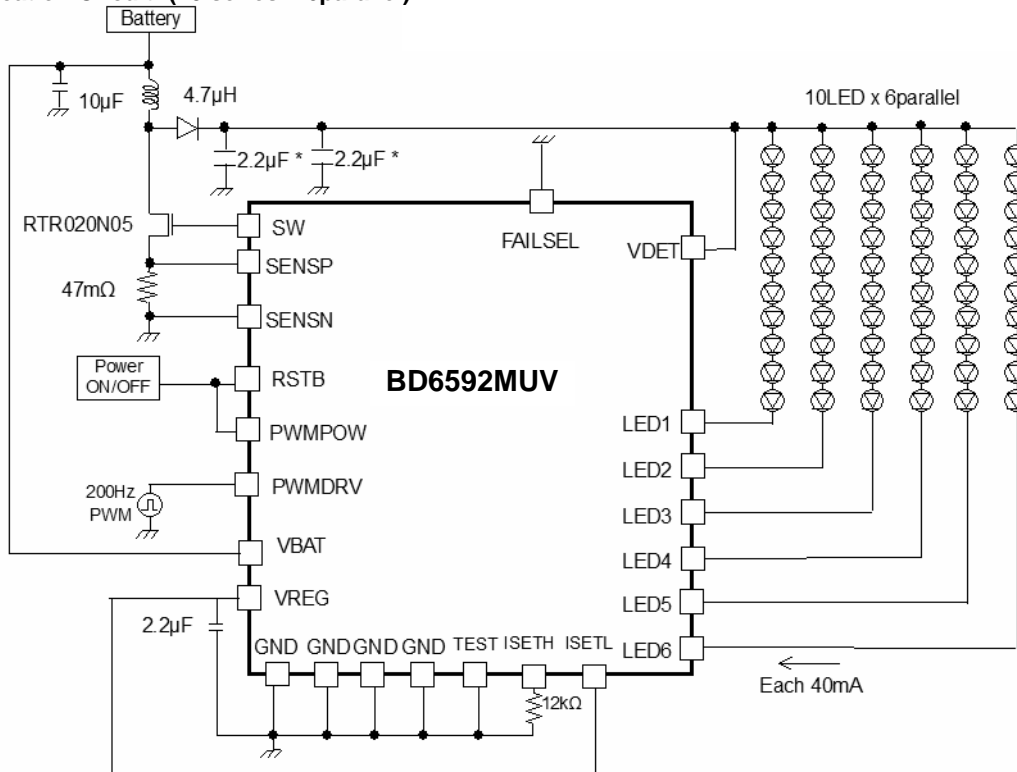 Battery
10µF
4.7µH
10LED x 6parallel
2.2µF *
2.2µF *
RTR020N05
SW
FAILSEL
VDET
SENSP
47mΩ
SENSN
Power
ON/OFF
RSTB
BD6592MUV
PWMPOW
LED1
LED2
200Hz
PWM
PWMDRV
LED3
VBAT
LED4
VREG
LED5
2.2µF
GND
GND
GND
GND
TEST
ISETH
ISETL
LED6
12kΩ
Each 40mA